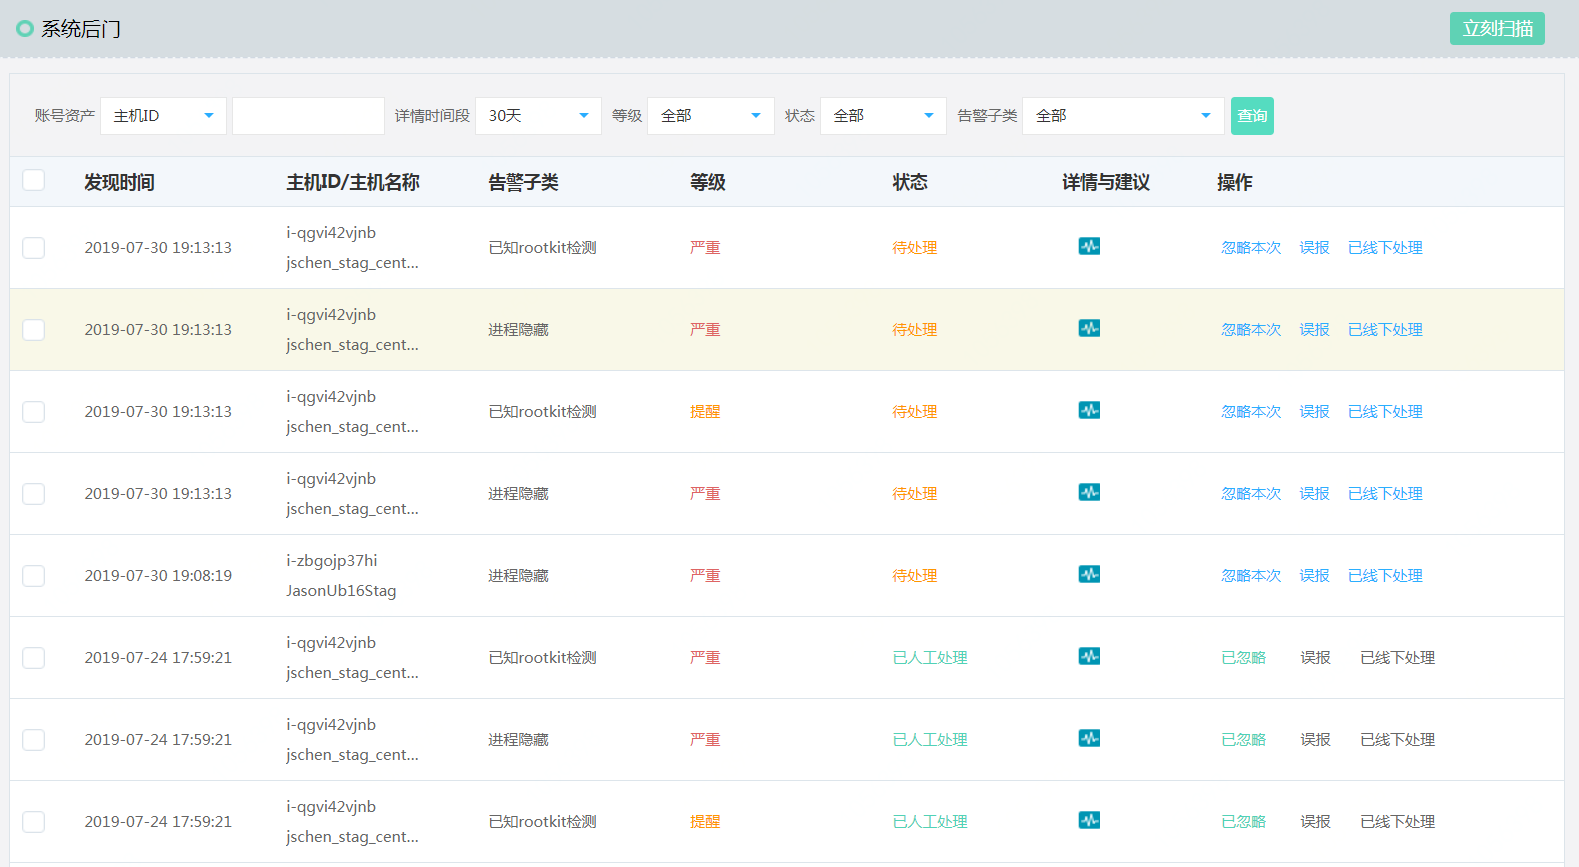 系统后门
立刻扫描
账号资产 主机ID 详情时间段 30天 等级 全部 状态 全部 告警子类 全部 查询
发现时间 主机ID/主机名称 告警子类 等级 状态 详情与建议 操作
2019-07-30 19:13:13 i-qgvi42vjnb 已知rootkit检测 严重 待处理 忽略本次 误报 已线下处理
jschen_stag_cent...
2019-07-30 19:13:13 i-qgvi42vjnb 进程隐藏 严重 待处理 忽略本次 误报 已线下处理
jschen_stag_cent...
2019-07-30 19:13:13 i-qgvi42vjnb 已知rootkit检测 提醒 待处理 忽略本次 误报 已线下处理
jschen_stag_cent...
2019-07-30 19:13:13 i-qgvi42vjnb 进程隐藏 严重 待处理 忽略本次 误报 已线下处理
jschen_stag_cent...
2019-07-30 19:08:19 i-zbgojp37hi 进程隐藏 严重 待处理 忽略本次 误报 已线下处理
JasonUb16Stag
2019-07-24 17:59:21 i-qgvi42vjnb 已知rootkit检测 严重 已人工处理 已忽略 误报 已线下处理
jschen_stag_cent...
2019-07-24 17:59:21 i-qgvi42vjnb 进程隐藏 严重 已人工处理 已忽略 误报 已线下处理
jschen_stag_cent...
2019-07-24 17:59:21 i-qgvi42vjnb 已知rootkit检测 提醒 已人工处理 已忽略 误报 已线下处理
jschen_stag_cent...